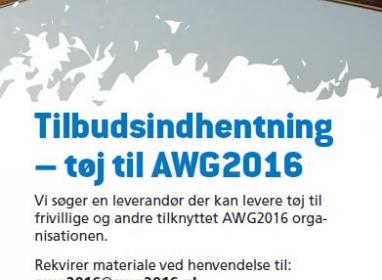 Tilbudsindhentning
– tøj til AWG2016
Vi søger en leverandør der kan levere tøj til
frivillige og andre tilknyttet AWG2016 orga-
nisationen.
Rekvirer materiale ved henvendelse til: